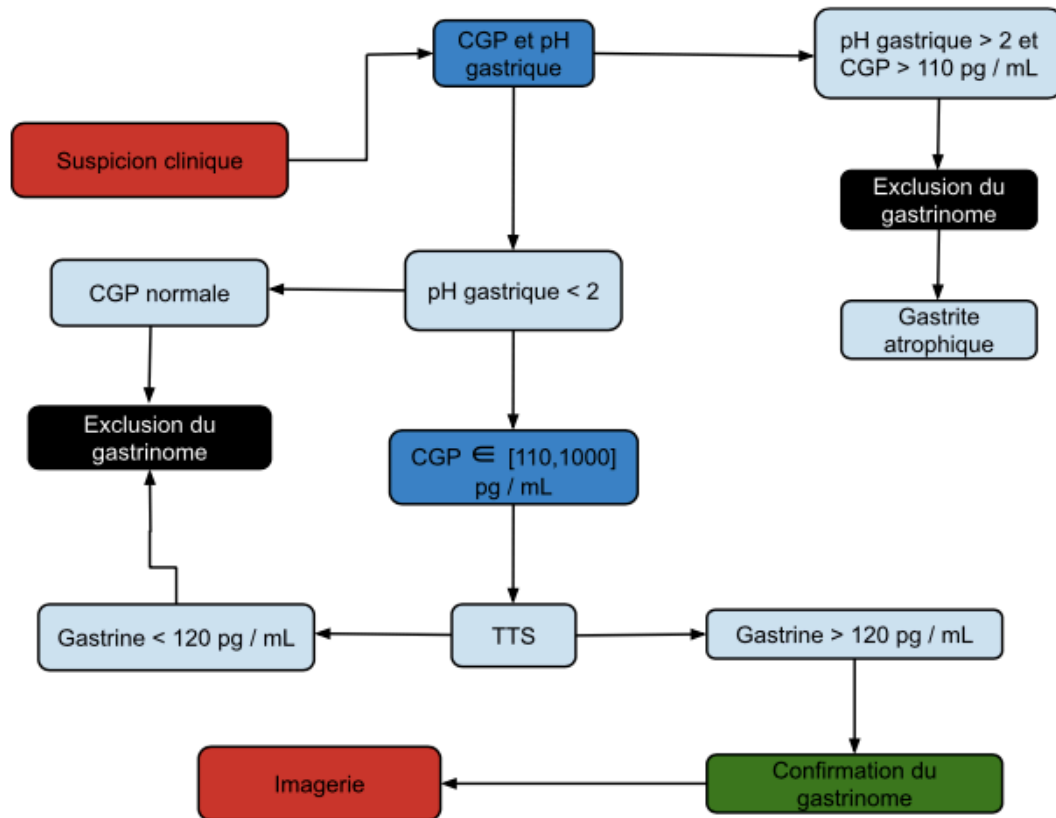 CGP et pH
gastrique
pH gastrique > 2 et
CGP > 110 pg / mL
Suspicion clinique
Exclusion du
gastrinome
CGP normale
pH gastrique < 2
Gastrite
atrophique
Exclusion du
gastrinome
CGP ∈ [110,1000]
pg / mL
Gastrine < 120 pg / mL
TTS
Gastrine > 120 pg / mL
Imagerie
Confirmation du
gastrinome